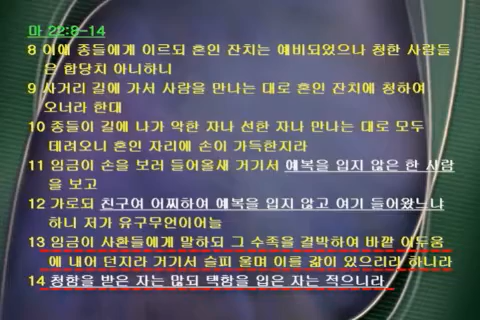 마 22:8-14
8 이에 종들에게 이르되 혼인 잔치는 예비되었으나 청한 사람들
은 합당치 아니하니
9 사거리 길에 가서 사람을 만나는 대로 혼인 잔치에 청하여
오너라 한대
10 종들이 길에 나가 악한 자나 선한 자나 만나는 대로 모두
데려오니 혼인 자리에 손이 가득한지라
11 임금이 손을 보러 들어올새 거기서 예복을 입지 않은 한 사람
을 보고
12 가로되 친구여 어찌하여 예복을 입지 않고 여기 들어왔느냐
하니 저가 유구무언이어늘
13 임금이 사환들에게 말하되 그 수족을 결박하여 바깥 어두움
에 내어 던지라 거기서 슬피 울며 이를 갊이 있으리라 하니라
14 청함을 받은 자는 많되 택함을 입은 자는 적으니라